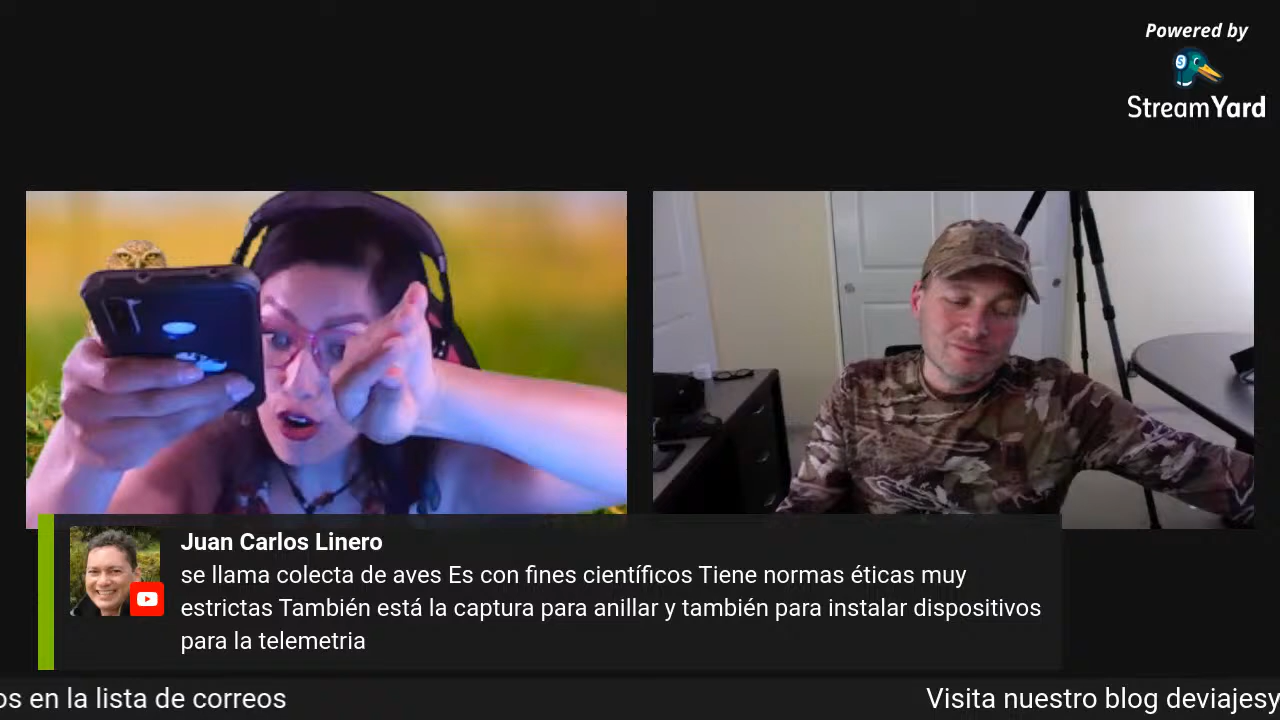 Powered by
StreamYard
Juan Carlos Linero
se llama colecta de aves Es con fines científicos Tiene normas éticas muy
estrictas También está la captura para anillar y también para instalar dispositivos
para la telemetria
os en la lista de correos
Visita nuestro blog deviajesy